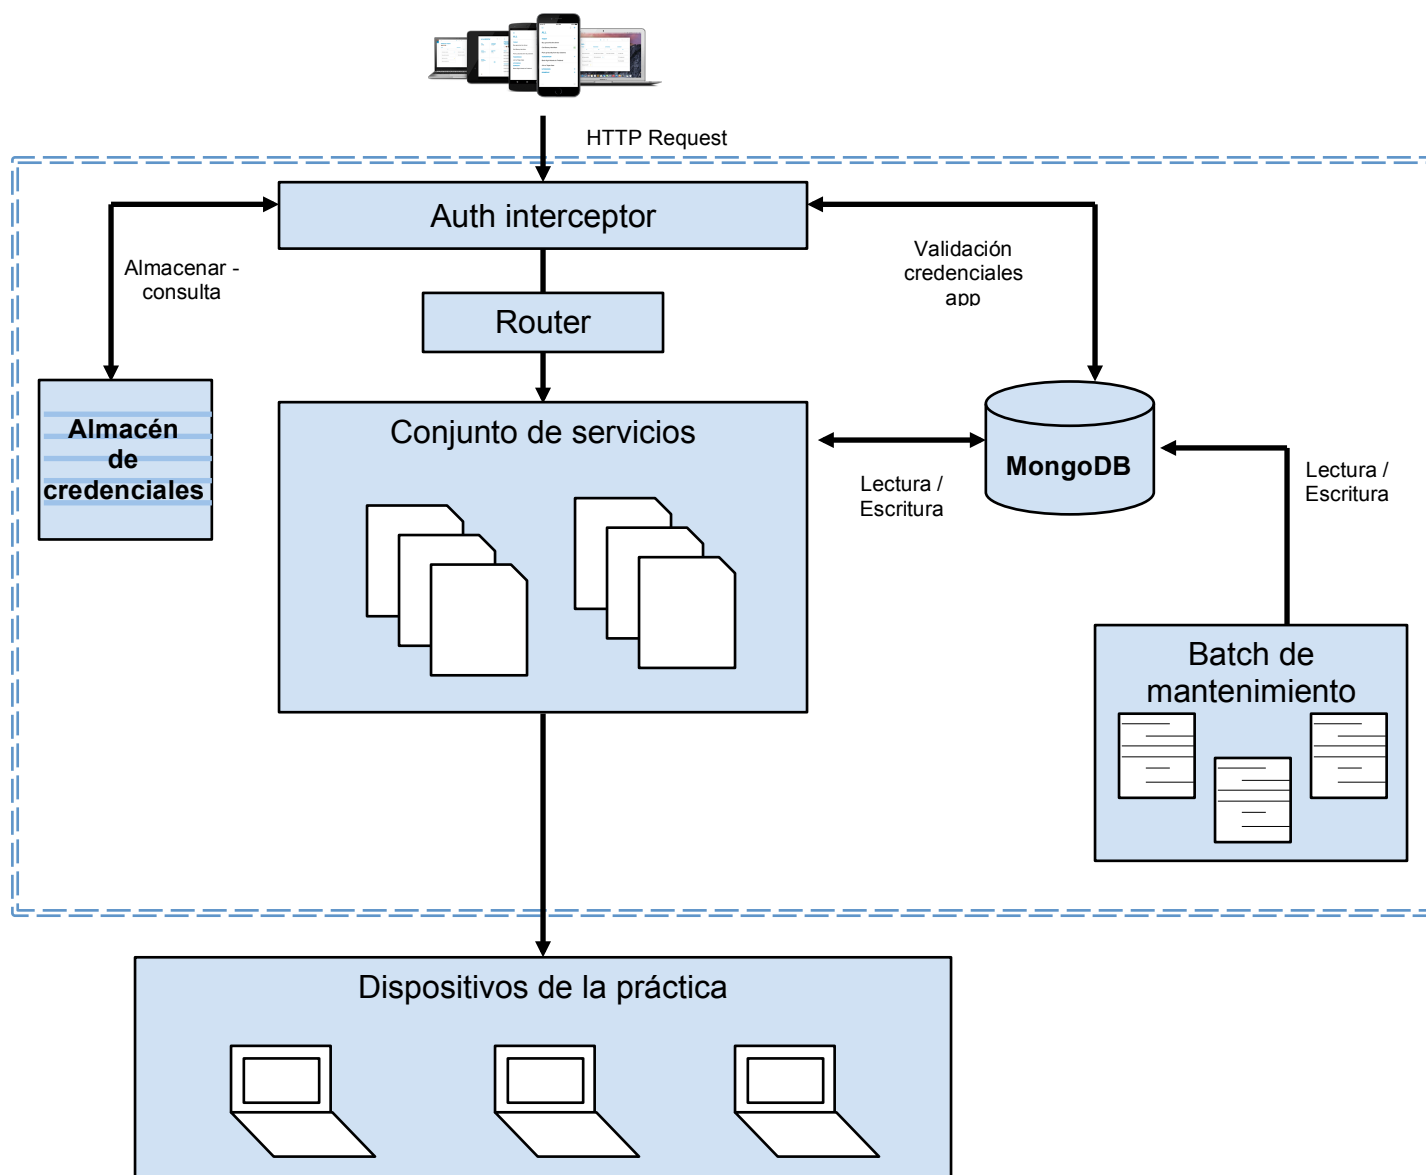 HTTP Request
Auth interceptor
Almacenar -
consulta
Validación
credenciales
app
Router
Almacén
de
credenciales
Conjunto de servicios
MongoDB
Lectura /
Escritura
Lectura /
Escritura
Batch de
mantenimiento
Dispositivos de la práctica